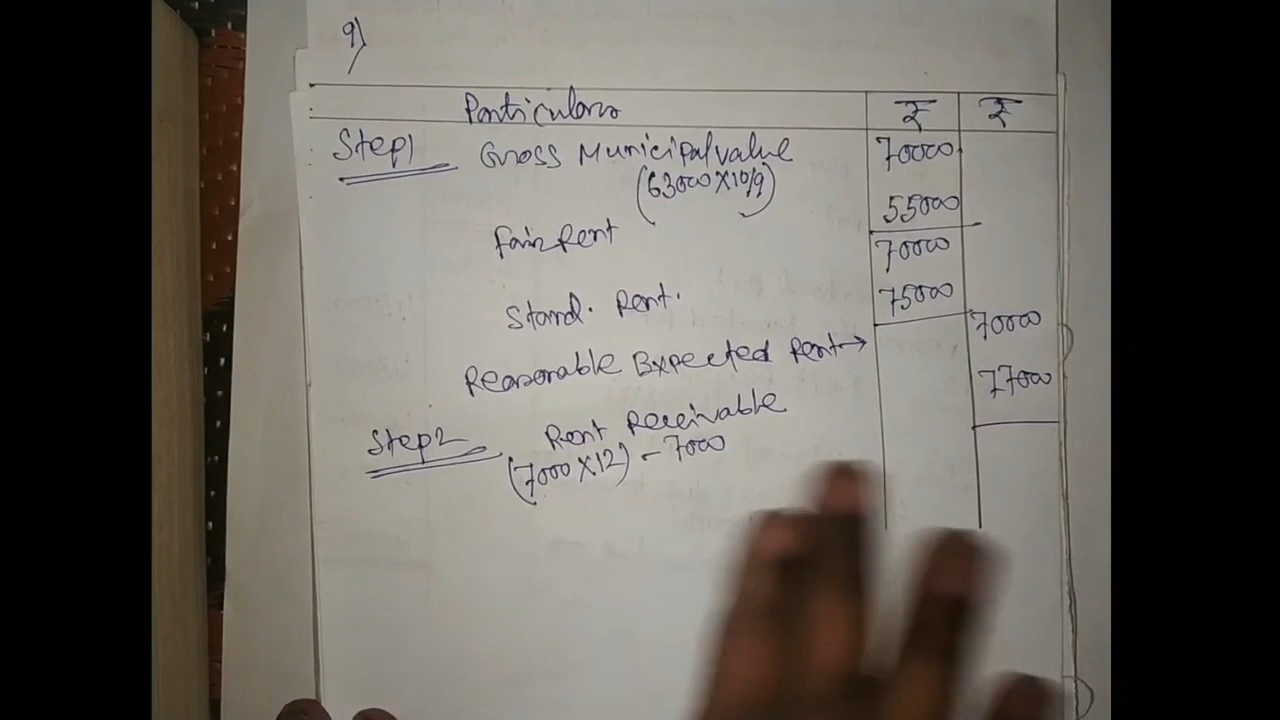 9)
Particulars ₹ ₹
Step1 Gross Municipal value 70000
(63000 X 10/9)
Fair Rent 55000
70000
Stand. Rent. 75000
Reasonable Expected Rent → 70000
Step2 Rent Receivable 77000
(7000 X 12) - 7000